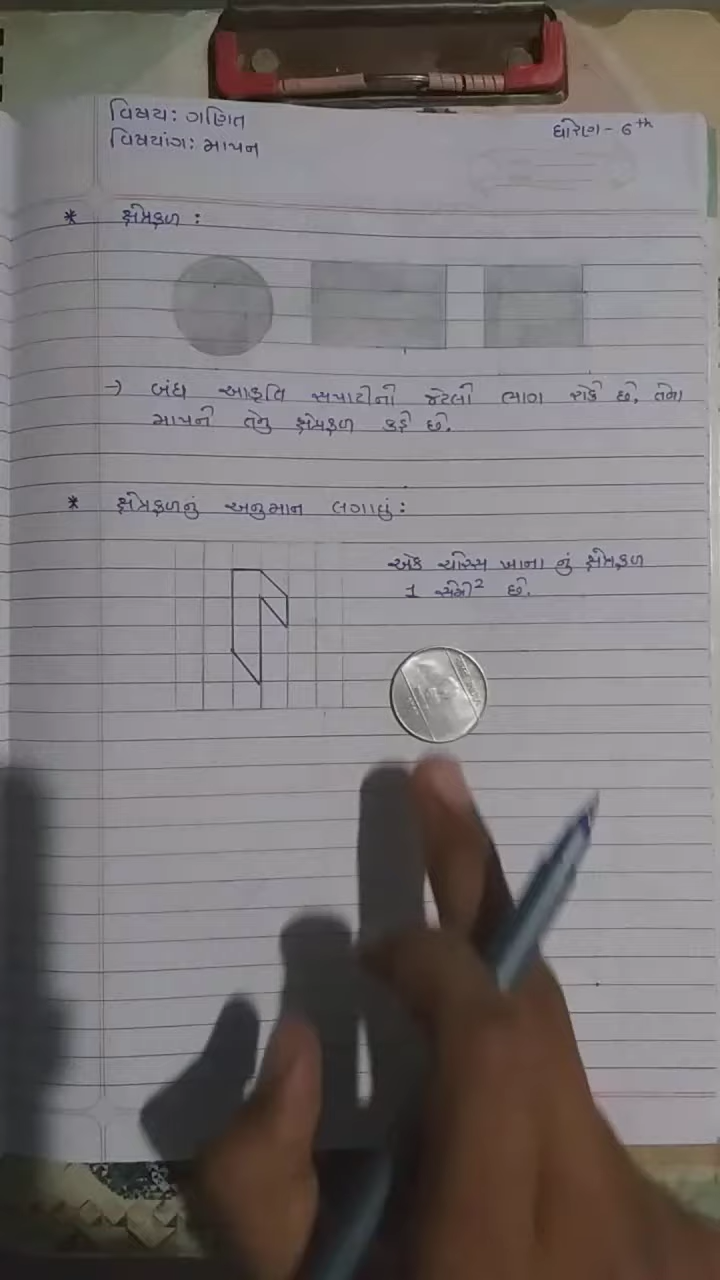 વિષય: ગણિત
ધોરણ - 6th
વિષયાંગ: માપન
* ક્ષેત્રફળ :
→ બંધ આકૃતિ સપાટીનો જેટલો ભાગ રોકે છે, તેના
માપને તેનુ ક્ષેત્રફળ કહે છે.
* ક્ષેત્રફળનું અનુમાન લગાવું :
એક ચોરસ ખાના નું ક્ષેત્રફળ
1 સેમી² છે.